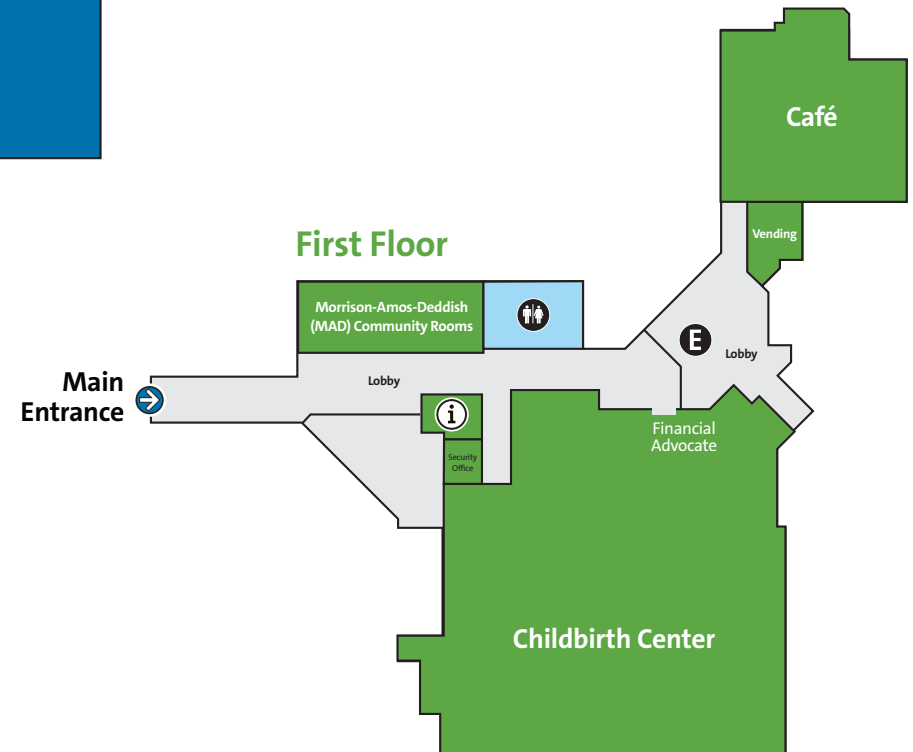 Café
Vending
First Floor
Morrison-Amos-Deddish
(MAD) Community Rooms
E
Lobby
Lobby
Main
Entrance
i
Financial
Advocate
Security
Office
Childbirth Center